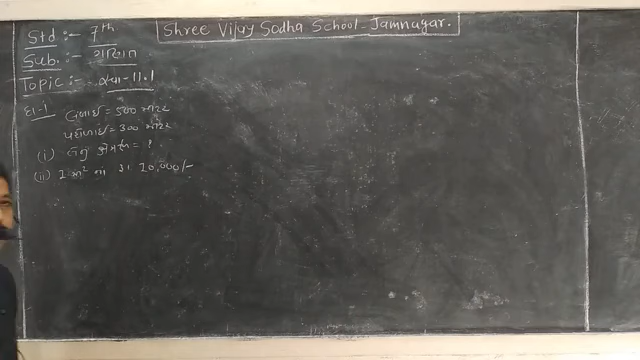 Shree Vijay Sodha School - Jamnagar.
Std :- 7th
Sub. :- ગણિત
Topic :- સ્વા-11.1
દા-1 લંબાઈ = 500 મીટર
પહોળાઈ = 300 મીટર
(i) તેનું ક્ષેત્રફળ = ?
(ii) 1 મી² ના રૂા 10,000/-